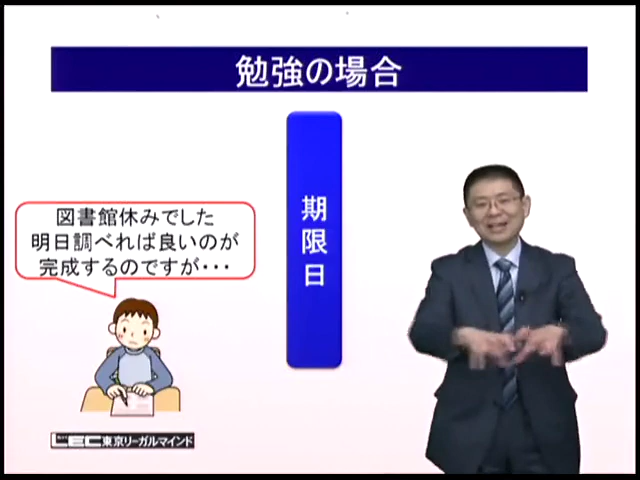 勉強の場合
期限日
図書館休みでした
明日調べれば良いのが
完成するのですが・・・
LEC東京リーガルマインド